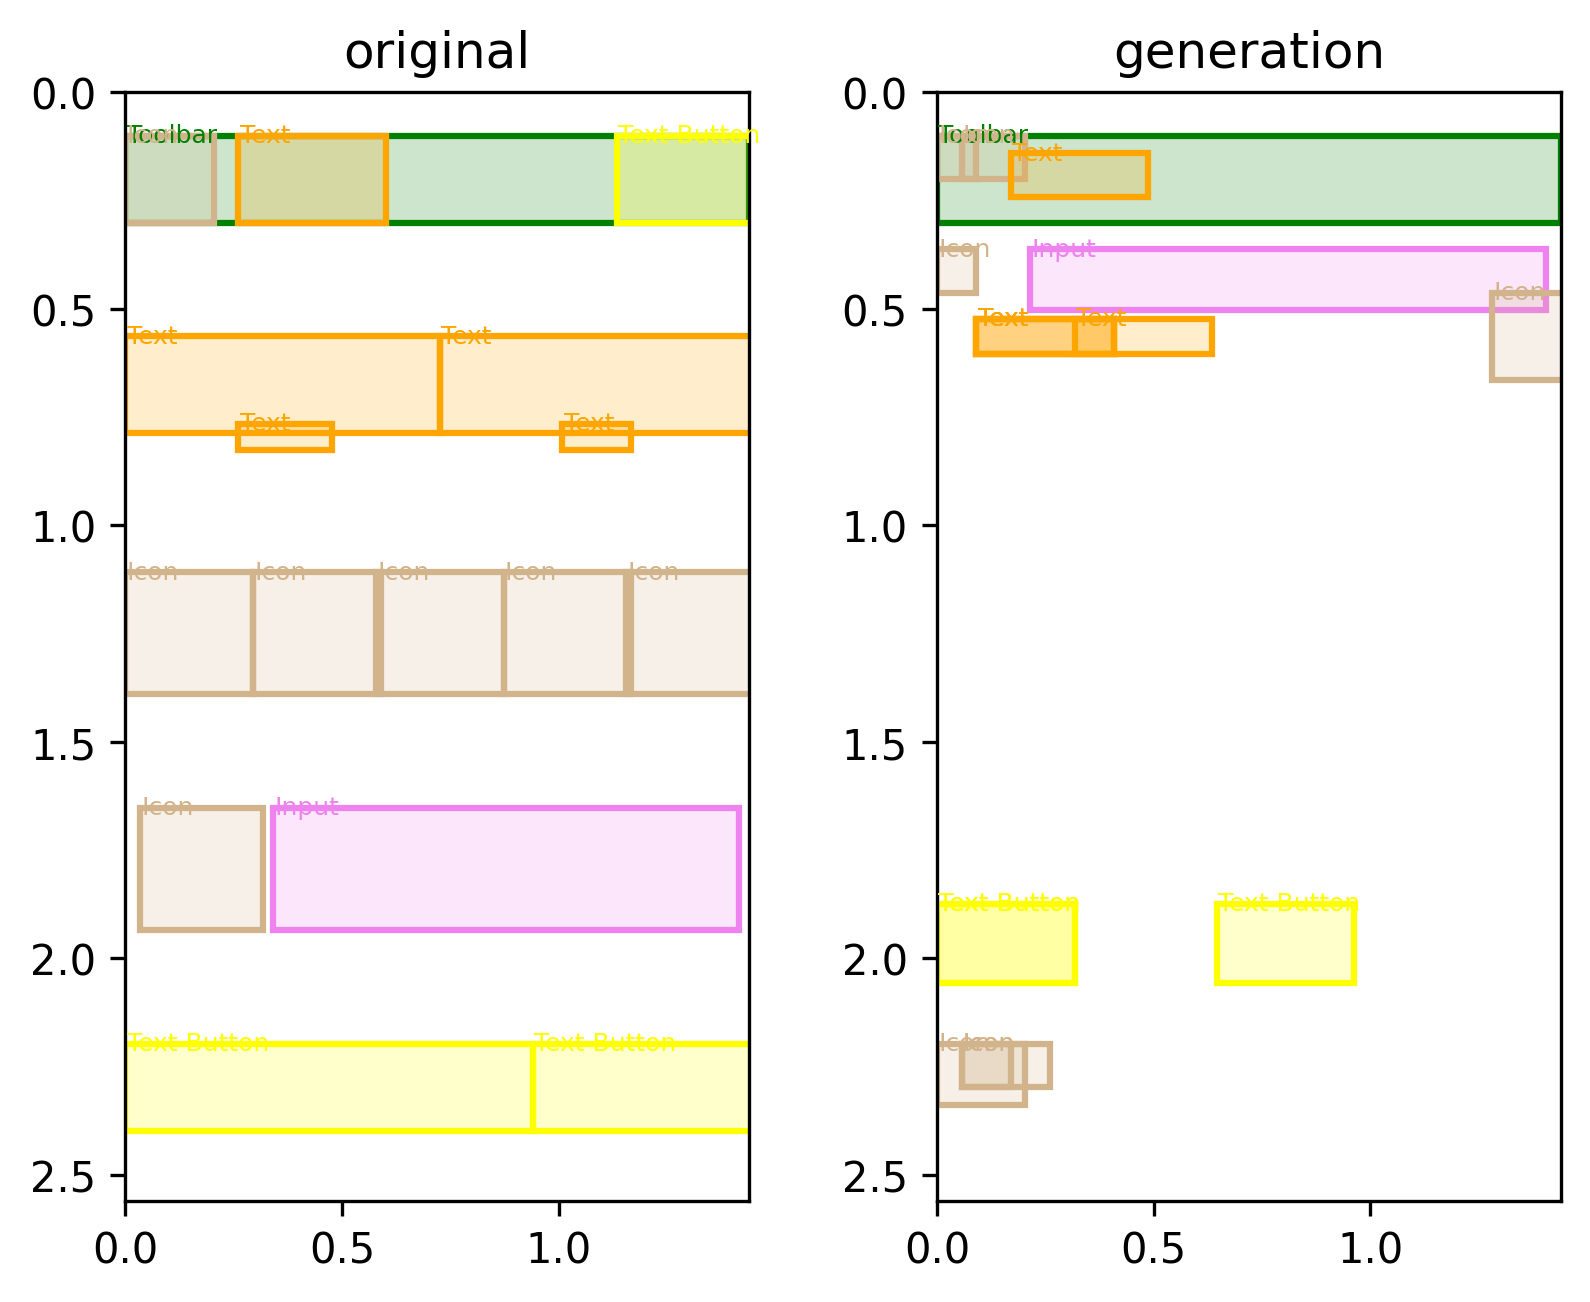 original
generation
0.0
0.5
1.0
1.5
2.0
2.5
0.0 0.5 1.0
Toolbar Icon Text Text Button
Text Text
Text Text
Icon Icon Icon Icon Icon
Icon Input
Text Button Text Button
0.0
0.5
1.0
1.5
2.0
2.5
0.0 0.5 1.0
Toolbar
Text
Icon Input
Icon
Text Text
Text Button Text Button
Icon Icon